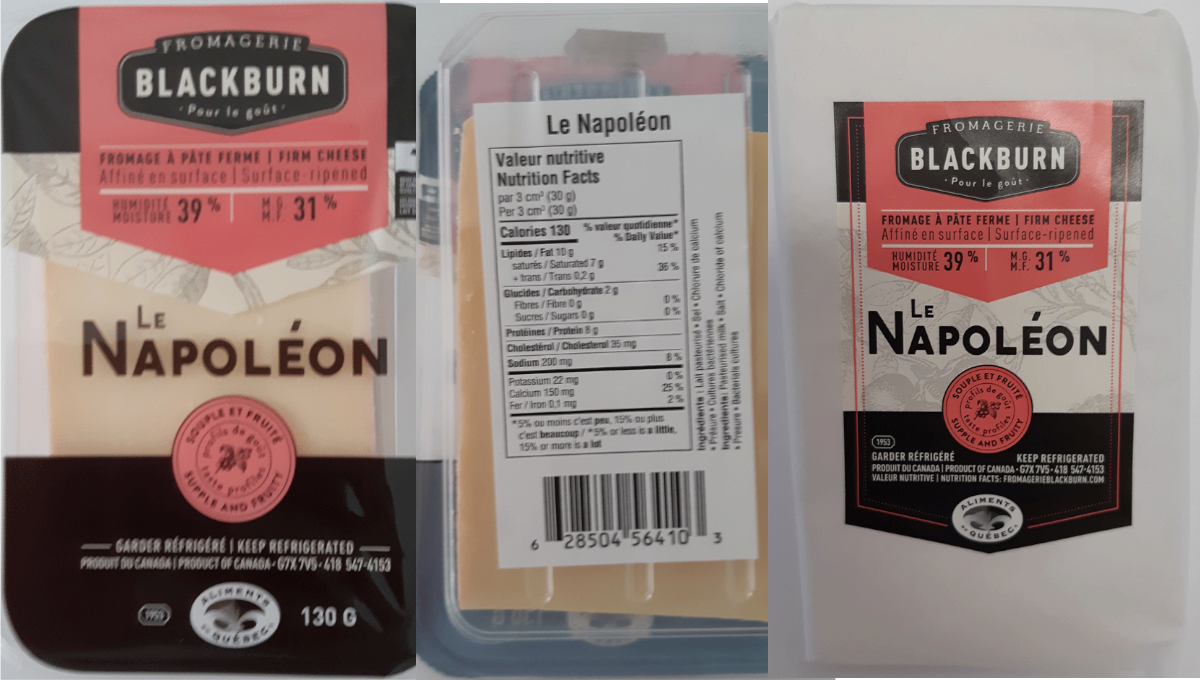 FROMAGERIE
BLACKBURN
· Pour le goût ·
FROMAGE À PÂTE FERME | FIRM CHEESE
Affiné en surface | Surface-ripened
HUMIDITÉ
MOISTURE 39 %
M.G.
M.F. 31 %
LE
NAPOLÉON
SOUPLE ET FRUITÉ
profils de goût
taste profiles
SUPPLE AND FRUITY
GARDER RÉFRIGÉRÉ | KEEP REFRIGERATED
PRODUIT DU CANADA | PRODUCT OF CANADA - G7X 7V5 - 418 547-4153
1953
ALIMENTS
DU QUÉBEC
130 G
Le Napoléon
Valeur nutritive
Nutrition Facts
par 3 cm³ (30 g)
Per 3 cm³ (30 g)
Calories 130 % valeur quotidienne*
% Daily Value*
Lipides / Fat 10 g 15 %
saturés / Saturated 7 g
+ trans / Trans 0,2 g 36 %
Glucides / Carbohydrate 2 g
Fibres / Fibre 0 g 0 %
Sucres / Sugars 0 g 0 %
Protéines / Protein 8 g
Cholestérol / Cholesterol 35 mg
Sodium 200 mg 8 %
Potassium 22 mg 0 %
Calcium 150 mg 25 %
Fer / Iron 0,1 mg 2 %
*5% ou moins c'est peu, 15% ou plus
c'est beaucoup / *5% or less is a little,
15% or more is a lot
Ingrédients : Lait pasteurisé • Sel • Chlorure de calcium
• Présure • Cultures bactériennes
Ingredients : Pasteurised milk • Salt • Chloride of calcium
• Presure • Bacterials cultures
6 28504 56410 3
FROMAGERIE
BLACKBURN
· Pour le goût ·
FROMAGE À PÂTE FERME | FIRM CHEESE
Affiné en surface | Surface-ripened
HUMIDITÉ
MOISTURE 39 %
M.G.
M.F. 31 %
LE
NAPOLÉON
SOUPLE ET FRUITÉ
profils de goût
taste profiles
SUPPLE AND FRUITY
1953
GARDER RÉFRIGÉRÉ KEEP REFRIGERATED
PRODUIT DU CANADA | PRODUCT OF CANADA - G7X 7V5 - 418 547-4153
VALEUR NUTRITIVE | NUTRITION FACTS: FROMAGERIEBLACKBURN.COM
ALIMENTS
DU QUÉBEC